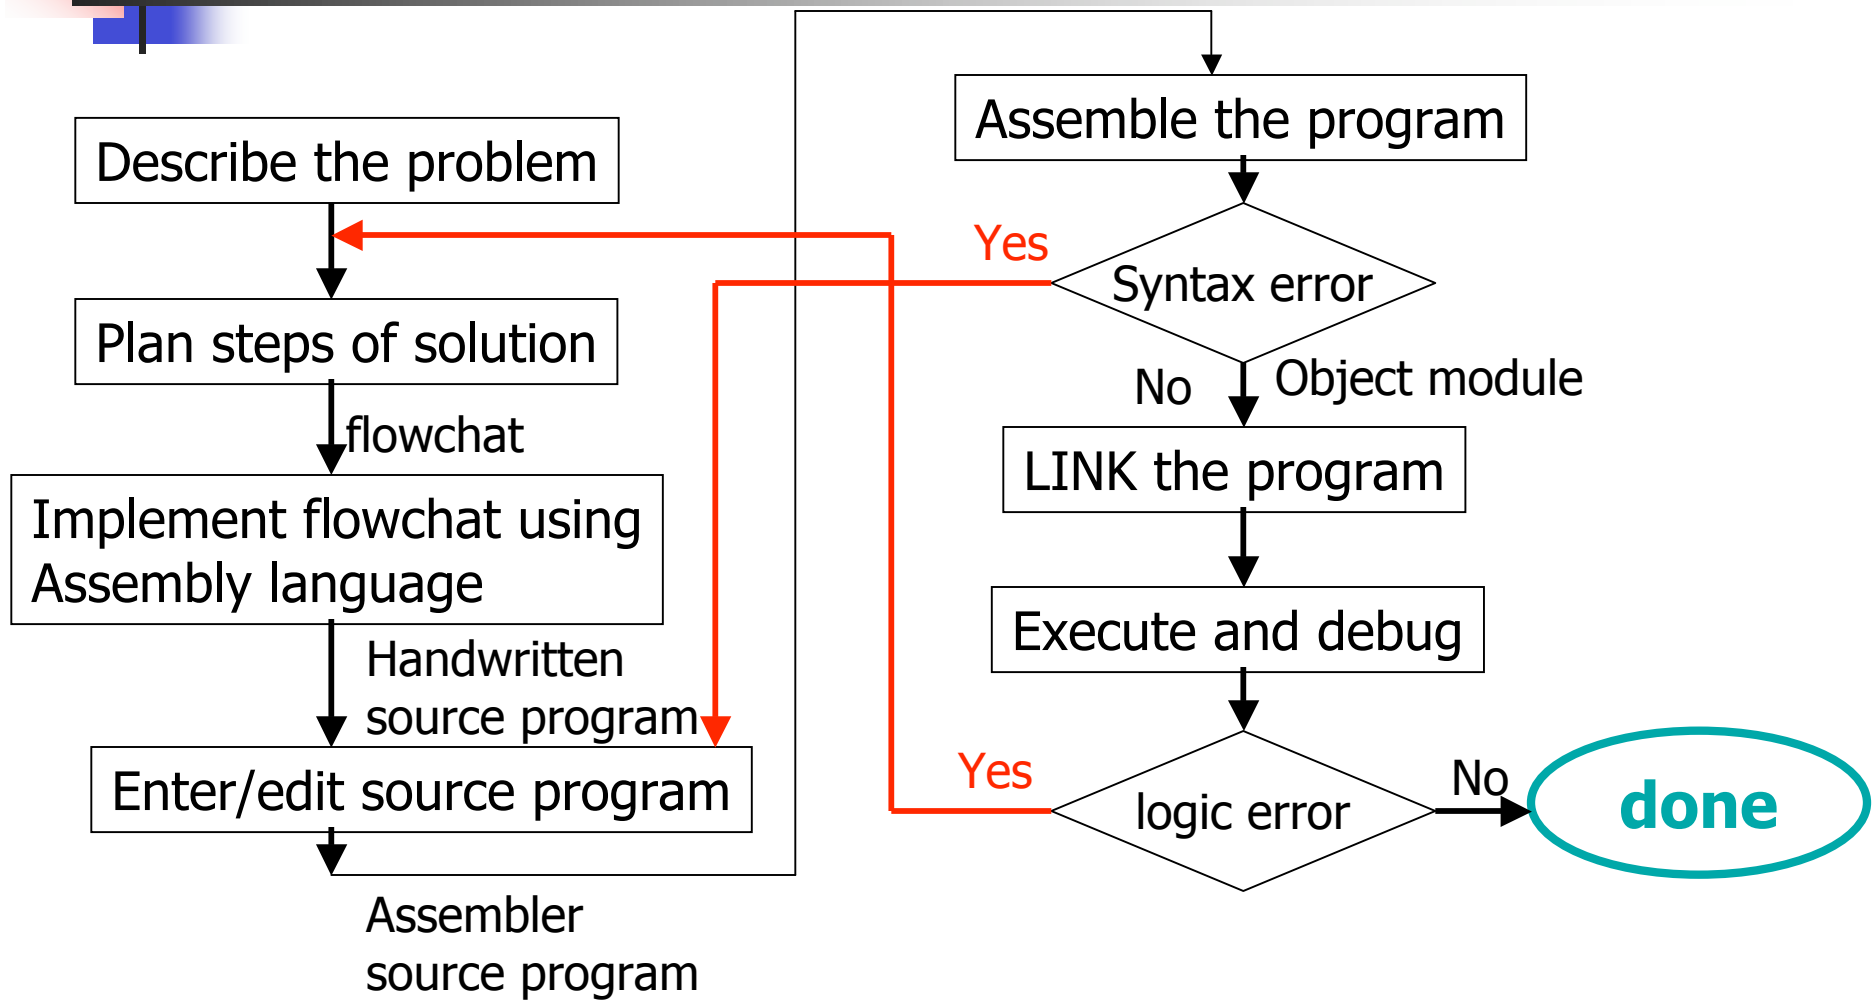 Describe the problem
Plan steps of solution
flowchat
Implement flowchat using
Assembly language
Handwritten
source program
Enter/edit source program
Assembler
source program
Assemble the program
Yes
Syntax error
No
Object module
LINK the program
Execute and debug
Yes
logic error
No
done